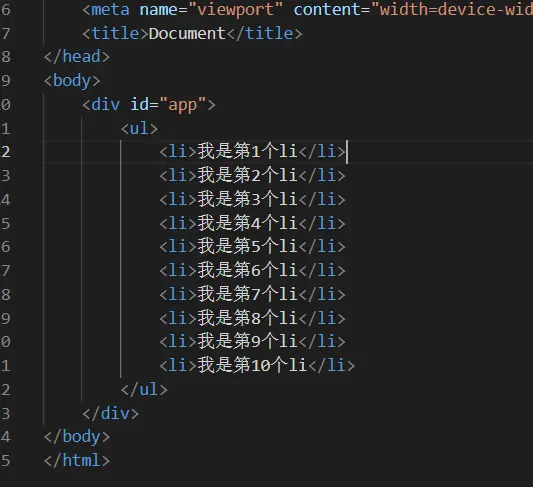 6 <meta name="viewport" content="width=device-wid
7 <title>Document</title>
8 </head>
9 <body>
0 <div id="app">
1 <ul>
2 <li>我是第1个li</li>
3 <li>我是第2个li</li>
4 <li>我是第3个li</li>
5 <li>我是第4个li</li>
6 <li>我是第5个li</li>
7 <li>我是第6个li</li>
8 <li>我是第7个li</li>
9 <li>我是第8个li</li>
0 <li>我是第9个li</li>
1 <li>我是第10个li</li>
2 </ul>
3 </div>
4 </body>
5 </html>